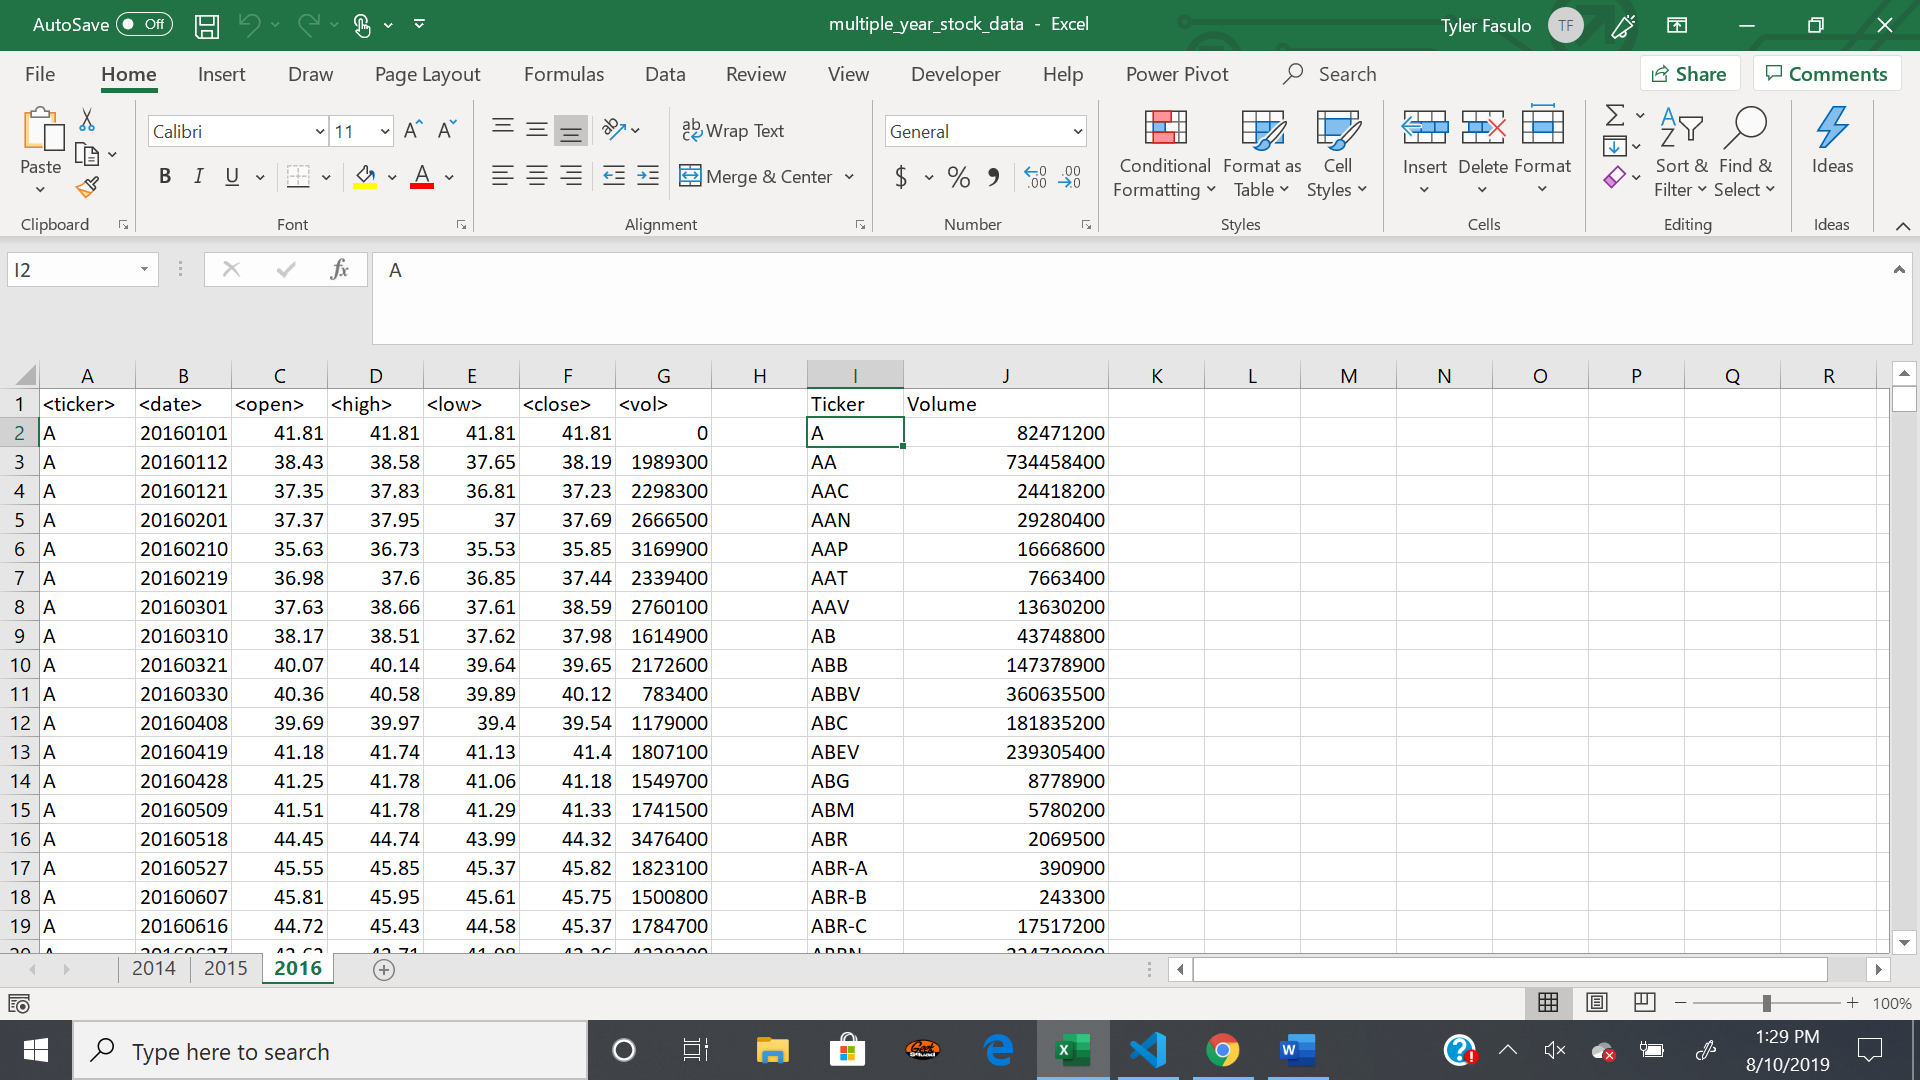 AutoSave Off multiple_year_stock_data - Excel Tyler Fasulo TF
File Home Insert Draw Page Layout Formulas Data Review View Developer Help Power Pivot Search Share Comments
Paste
Clipboard
Calibri 11
B I U A
Font
Wrap Text
Merge & Center
Alignment
General
$ % 9 .00 .00
Number
Conditional Formatting
Format as Table
Cell Styles
Styles
Insert Delete Format
Cells
Sort & Filter
Find & Select
Editing
Ideas
Ideas
I2 fx A
A B C D E F G H I J K L M N O P Q R
1 <ticker> <date> <open> <high> <low> <close> <vol> Ticker Volume
2 A 20160101 41.81 41.81 41.81 41.81 0 A 82471200
3 A 20160112 38.43 38.58 37.65 38.19 1989300 AA 734458400
4 A 20160121 37.35 37.83 36.81 37.23 2298300 AAC 24418200
5 A 20160201 37.37 37.95 37 37.69 2666500 AAN 29280400
6 A 20160210 35.63 36.73 35.53 35.85 3169900 AAP 16668600
7 A 20160219 36.98 37.6 36.85 37.44 2339400 AAT 7663400
8 A 20160301 37.63 38.66 37.61 38.59 2760100 AAV 13630200
9 A 20160310 38.17 38.51 37.62 37.98 1614900 AB 43748800
10 A 20160321 40.07 40.14 39.64 39.65 2172600 ABB 147378900
11 A 20160330 40.36 40.58 39.89 40.12 783400 ABBV 360635500
12 A 20160408 39.69 39.97 39.4 39.54 1179000 ABC 181835200
13 A 20160419 41.18 41.74 41.13 41.4 1807100 ABEV 239305400
14 A 20160428 41.25 41.78 41.06 41.18 1549700 ABG 8778900
15 A 20160509 41.51 41.78 41.29 41.33 1741500 ABM 5780200
16 A 20160518 44.45 44.74 43.99 44.32 3476400 ABR 2069500
17 A 20160527 45.55 45.85 45.37 45.82 1823100 ABR-A 390900
18 A 20160607 45.81 45.95 45.61 45.75 1500800 ABR-B 243300
19 A 20160616 44.72 45.43 44.58 45.37 1784700 ABR-C 17517200
2014 2015 2016
100%
Type here to search
1:29 PM
8/10/2019